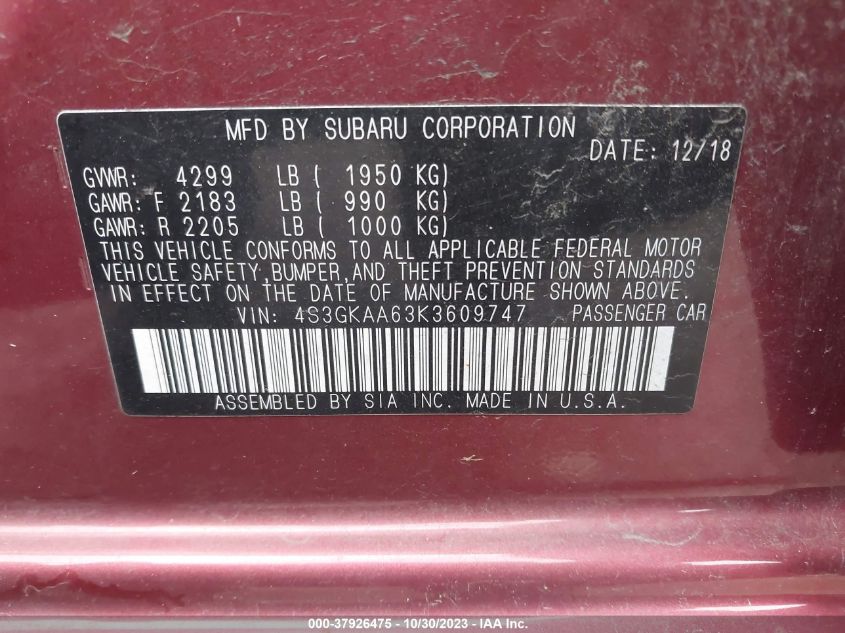 MFD BY SUBARU CORPORATION
DATE: 12/18
GVWR: 4299 LB ( 1950 KG)
GAWR: F 2183 LB ( 990 KG)
GAWR: R 2205 LB ( 1000 KG)
THIS VEHICLE CONFORMS TO ALL APPLICABLE FEDERAL MOTOR
VEHICLE SAFETY,BUMPER,AND THEFT PREVENTION STANDARDS
IN EFFECT ON THE DATE OF MANUFACTURE SHOWN ABOVE.
VIN: 4S3GKAA63K3609747 PASSENGER CAR
ASSEMBLED BY SIA INC. MADE IN U.S.A.
000-37926475 - 10/30/2023 - IAA Inc.